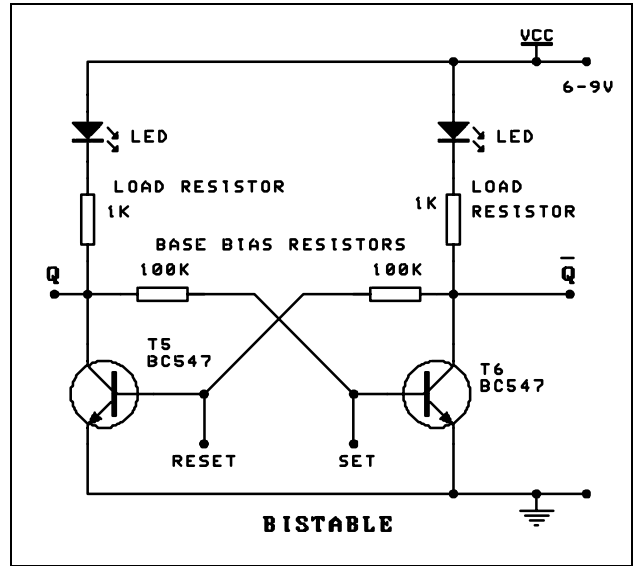 VCC
6-9V
LED
LED
LOAD RESISTOR
1K
1K
LOAD
RESISTOR
BASE BIAS RESISTORS
100K
100K
Q
Q̅
T5
BC547
T6
BC547
RESET
SET
BISTABLE